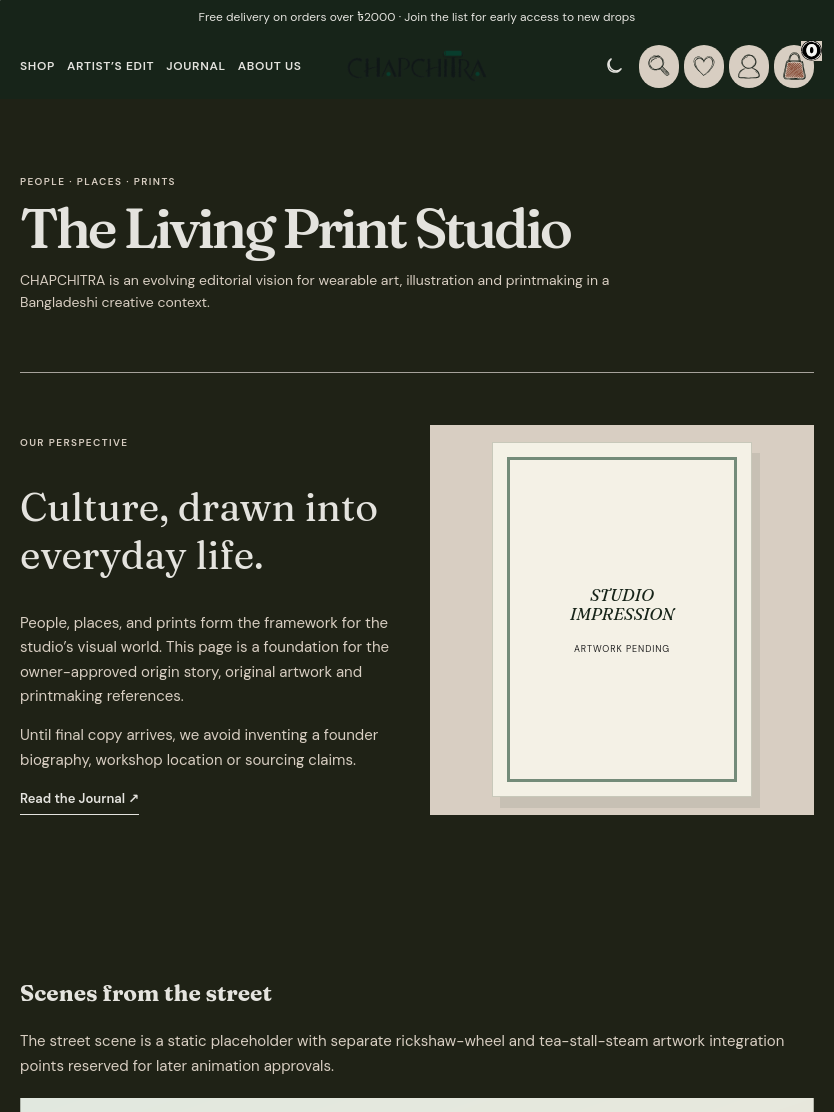 Free delivery on orders over ৳2000 · Join the list for early access to new drops
SHOP ARTIST’S EDIT JOURNAL ABOUT US
CHAPCHITRA
0
PEOPLE · PLACES · PRINTS
The Living Print Studio
CHAPCHITRA is an evolving editorial vision for wearable art, illustration and printmaking in a
Bangladeshi creative context.
OUR PERSPECTIVE
Culture, drawn into
everyday life.
People, places, and prints form the framework for the
studio’s visual world. This page is a foundation for the
owner-approved origin story, original artwork and
printmaking references.
Until final copy arrives, we avoid inventing a founder
biography, workshop location or sourcing claims.
Read the Journal ↗
STUDIO
IMPRESSION
ARTWORK PENDING
Scenes from the street
The street scene is a static placeholder with separate rickshaw-wheel and tea-stall-steam artwork integration
points reserved for later animation approvals.